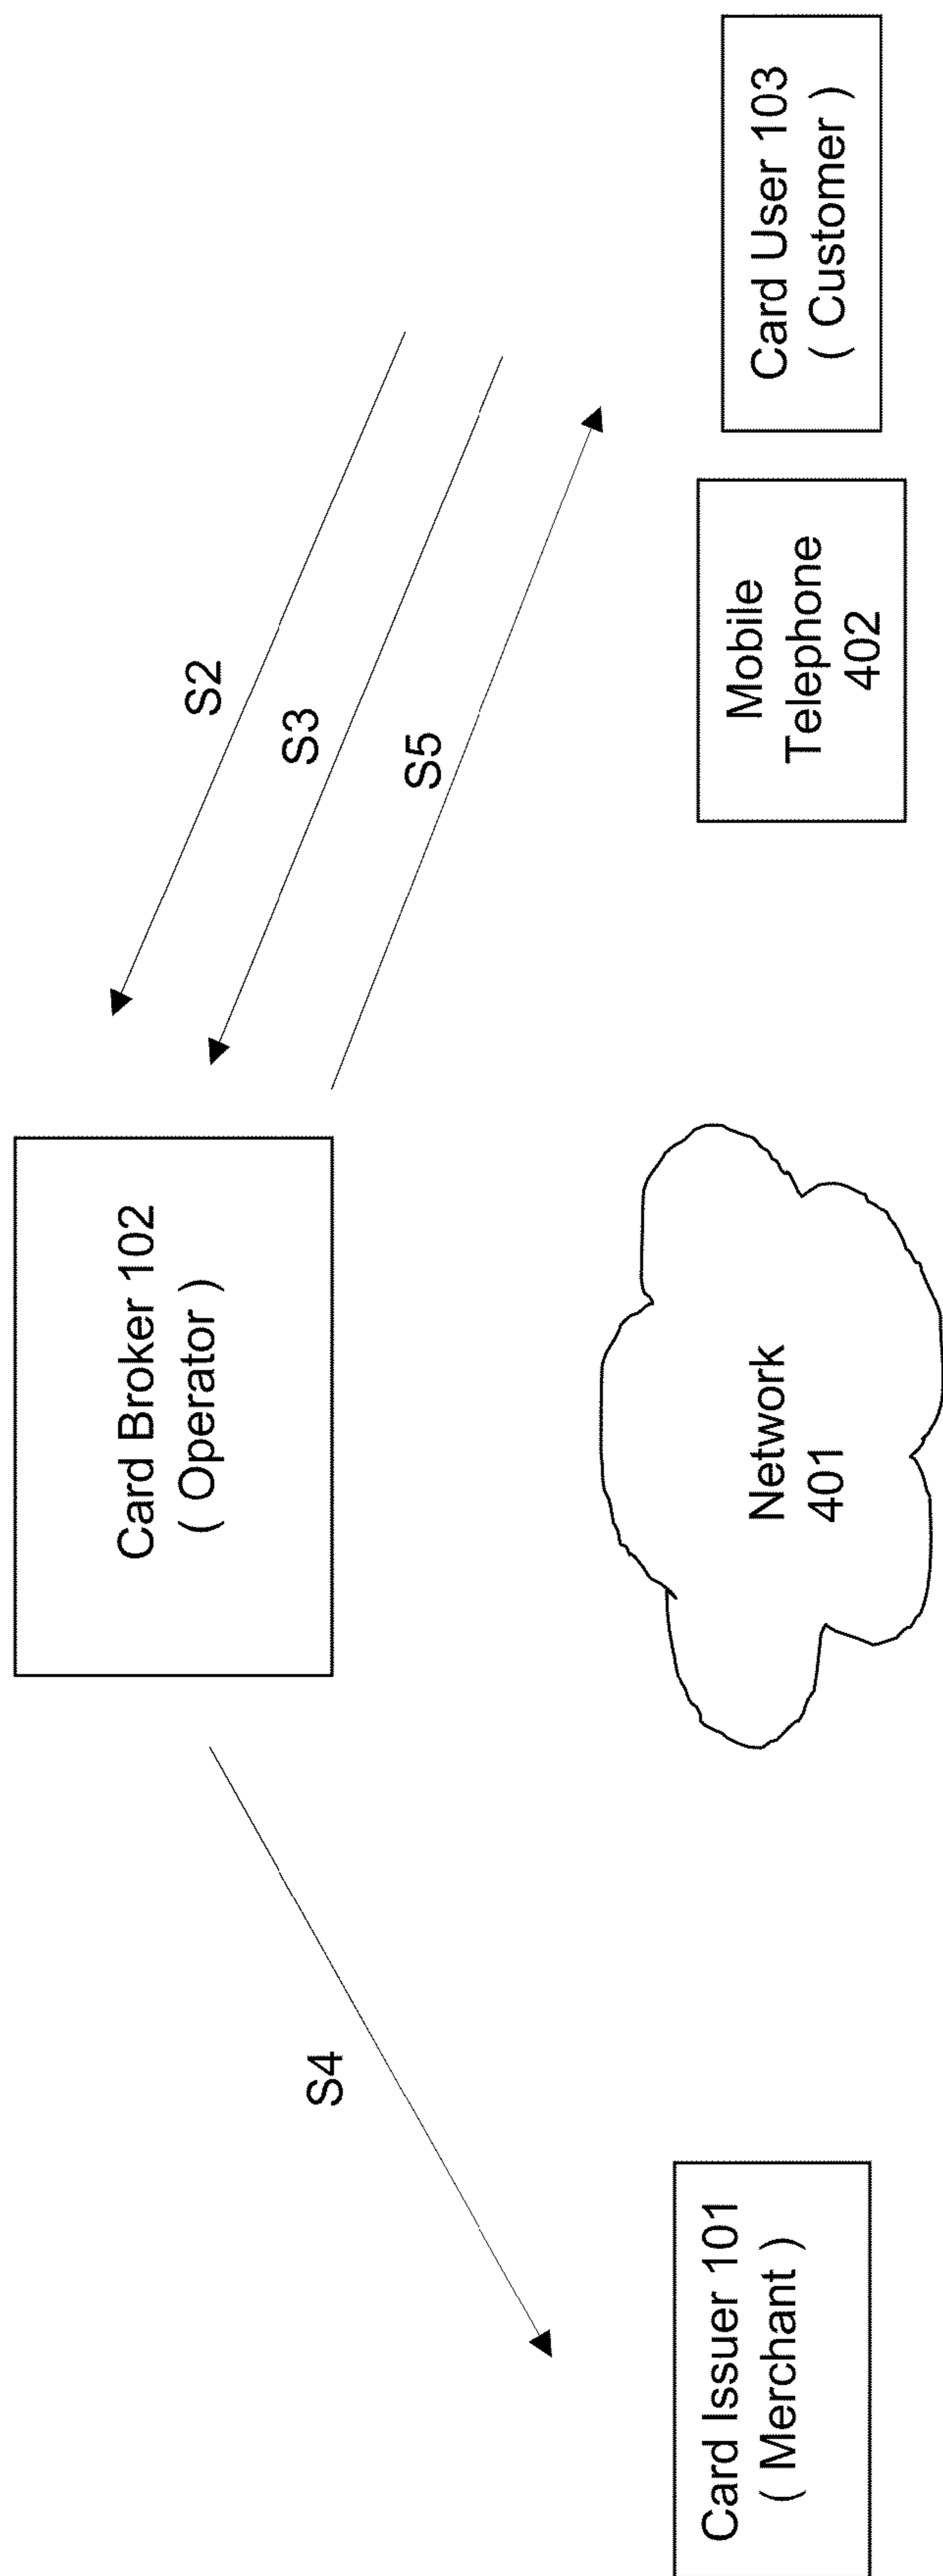 Card Broker 102
( Operator )
S4
S2
S3
S5
Card Issuer 101
( Merchant )
Network
401
Mobile
Telephone
402
Card User 103
( Customer )